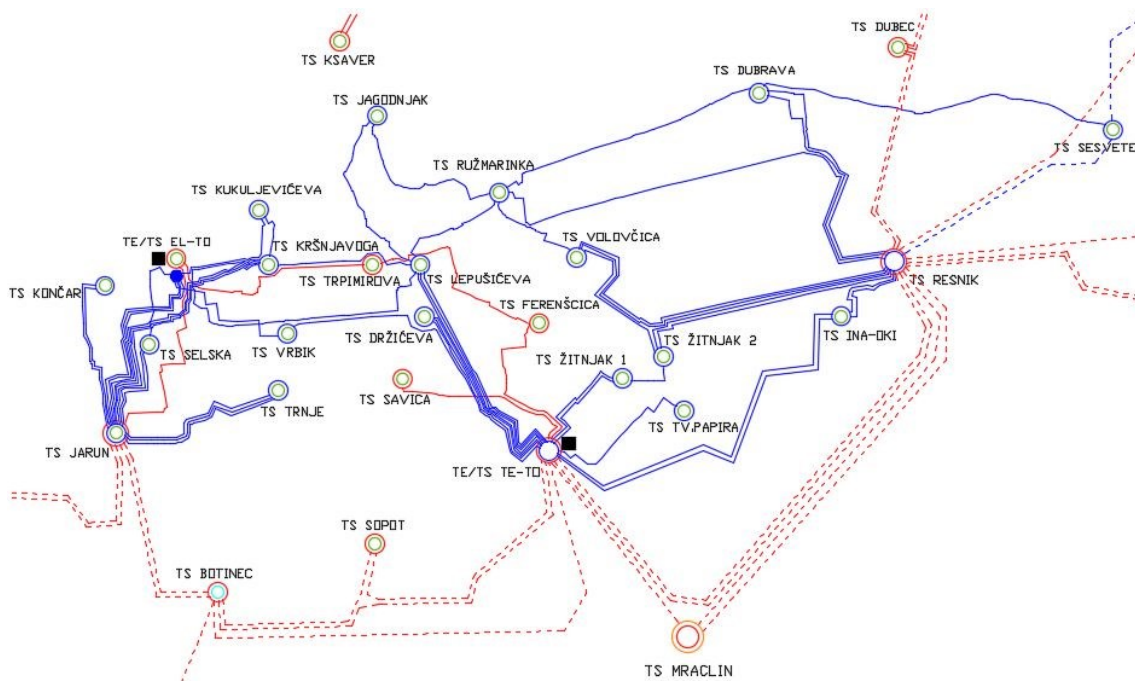 TS DUBEC
TS KSAVER
TS DUBRAVA
TS JAGODNJAK
TS SESVETE
TS RUŽMARINKA
TS KUKULJEVIĆEVA
TE/TS EL-TO
TS KRŠNJAVOGA
TS VOLOVČICA
TS TRPIMIROVA
TS LEPUŠIĆEVA
TS RESNIK
TS KONČAR
TS FERENŠČICA
TS DRŽIĆEVA
TS INA-OKI
TS SELSKA
TS VRBIK
TS ŽITNJAK 2
TS ŽITNJAK 1
TS SAVICA
TS TRNJE
TS TV.PAPIRA
TS JARUN
TE/TS TE-TO
TS SOPOT
TS BOTINEC
TS MRACLIN